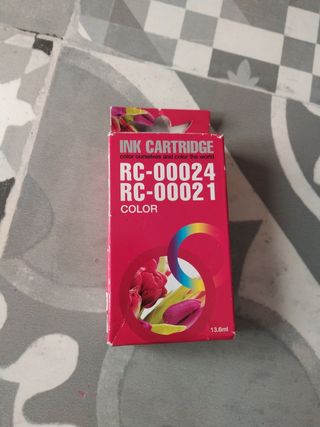 INK CARTRIDGE
color ourselves and color the world
RC-00024
RC-00021
COLOR
13,6ml